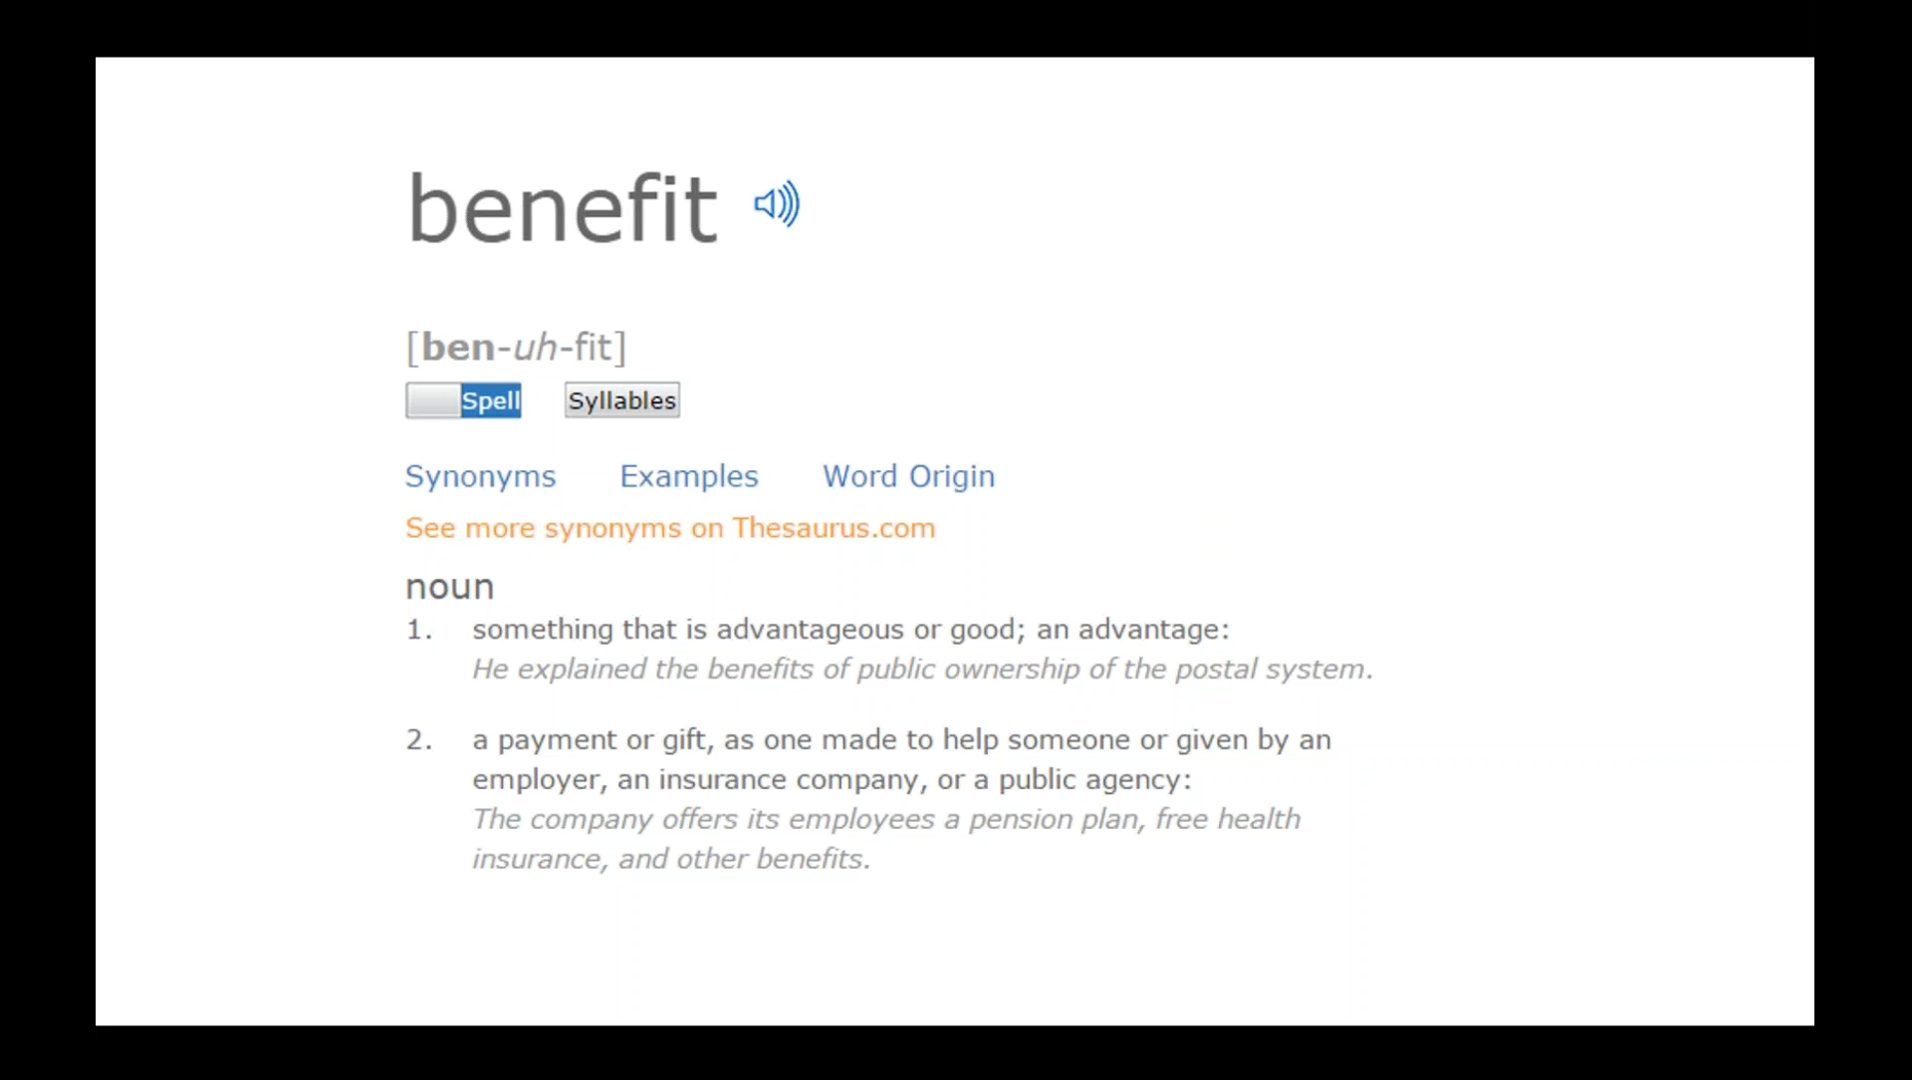 benefit
[ben-uh-fit]
Spell Syllables
Synonyms Examples Word Origin
See more synonyms on Thesaurus.com
noun
1. something that is advantageous or good; an advantage:
He explained the benefits of public ownership of the postal system.
2. a payment or gift, as one made to help someone or given by an
employer, an insurance company, or a public agency:
The company offers its employees a pension plan, free health
insurance, and other benefits.